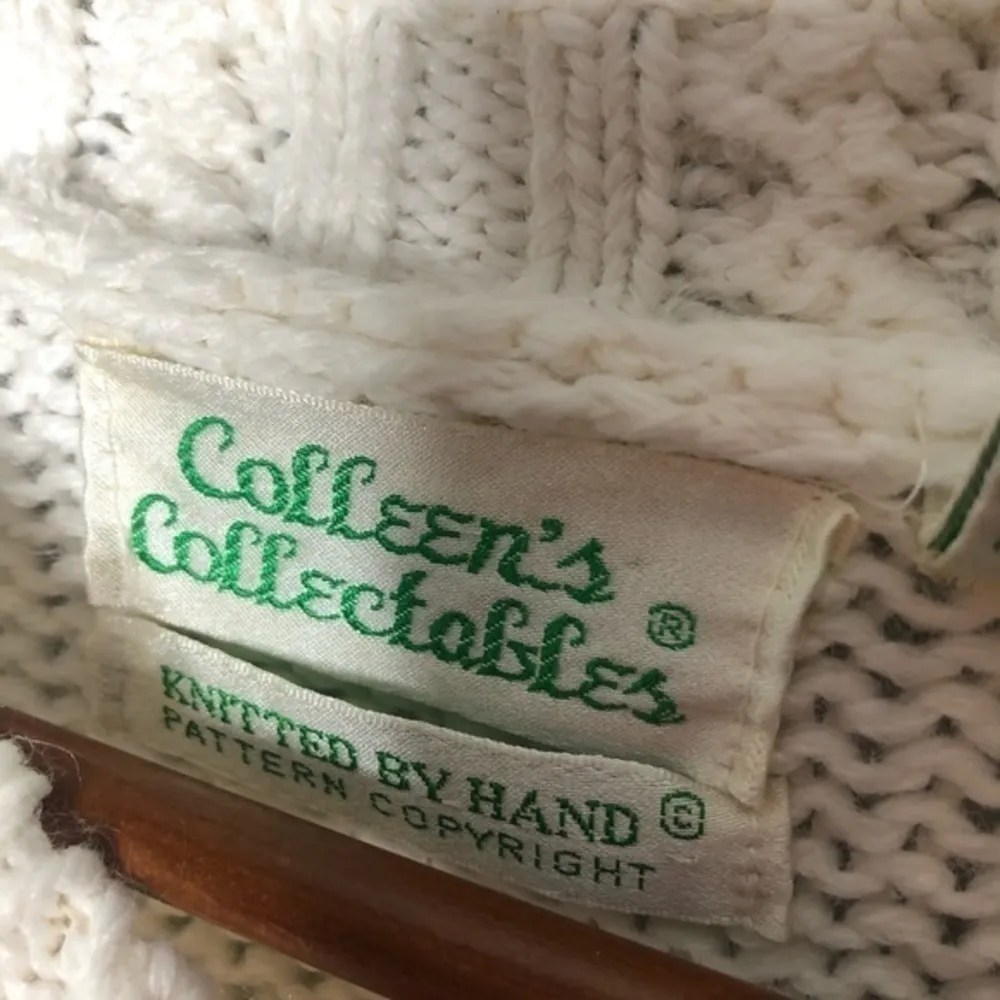 Colleen's
Collectables ®
KNITTED BY HAND ©
PATTERN COPYRIGHT